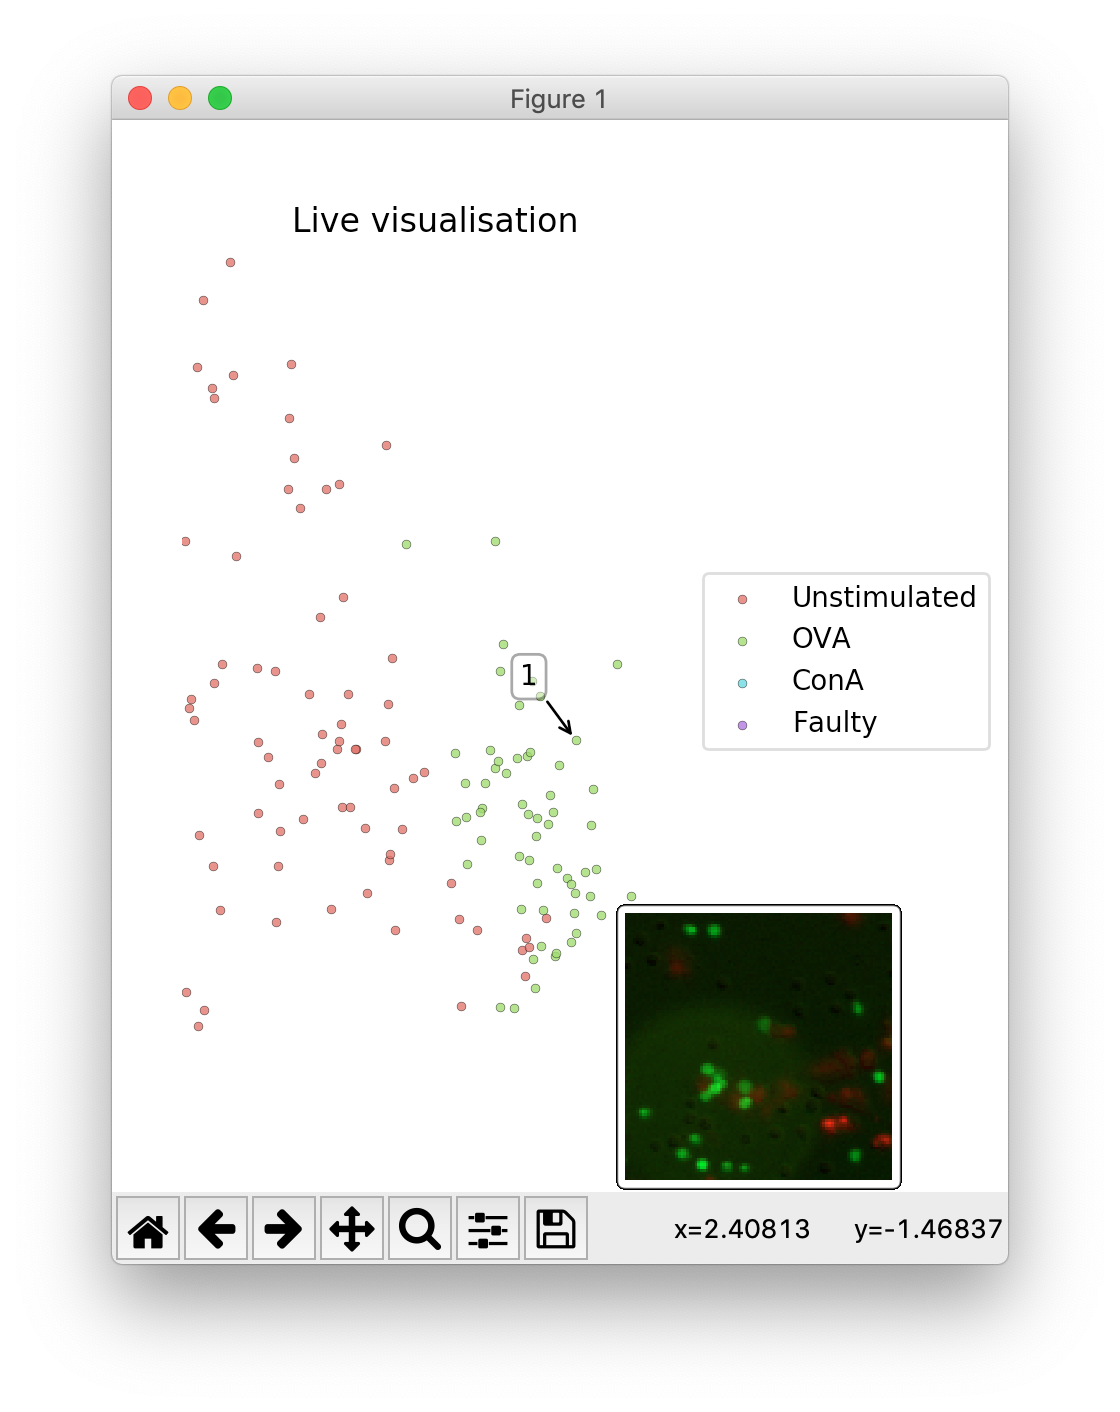 Figure 1
Live visualisation
1
Unstimulated
OVA
ConA
Faulty
x=2.40813 y=-1.46837